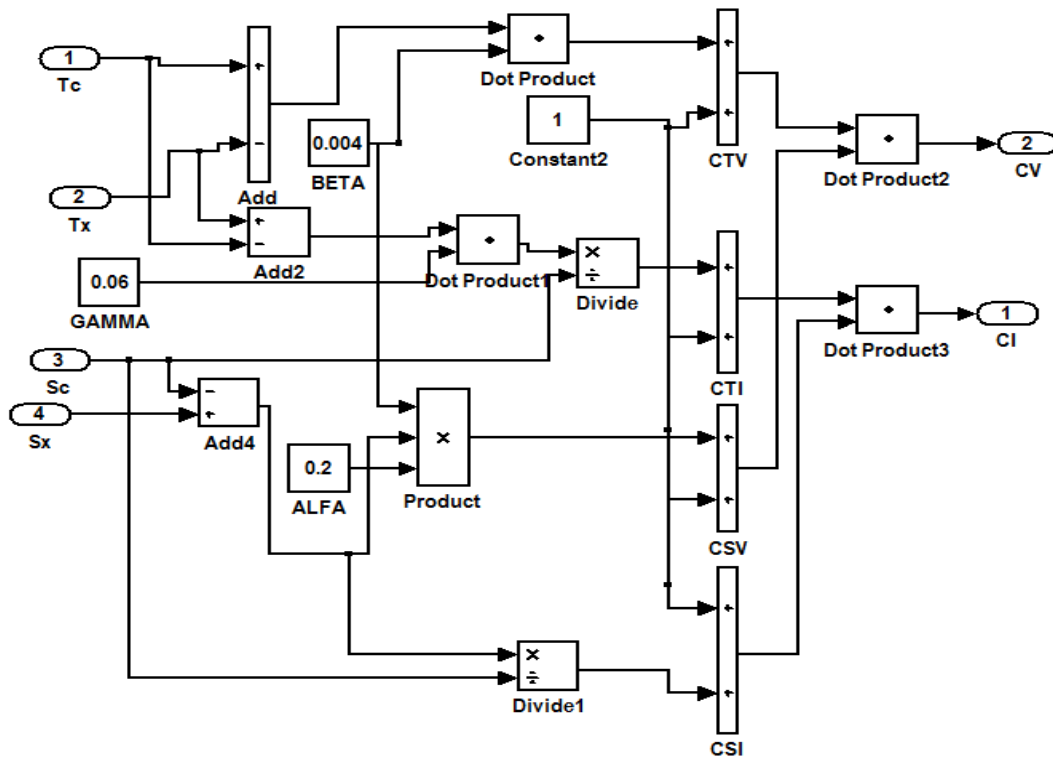 1
Tc
+
−
Add
0.004
BETA
•
Dot Product
1
Constant2
+
+
CTV
•
Dot Product2
2
CV
2
Tx
+
−
Add2
0.06
GAMMA
•
Dot Product1
×
÷
Divide
+
+
CTI
•
Dot Product3
1
CI
3
Sc
4
Sx
−
+
Add4
0.2
ALFA
×
Product
+
+
CSV
×
÷
Divide1
+
+
CSI